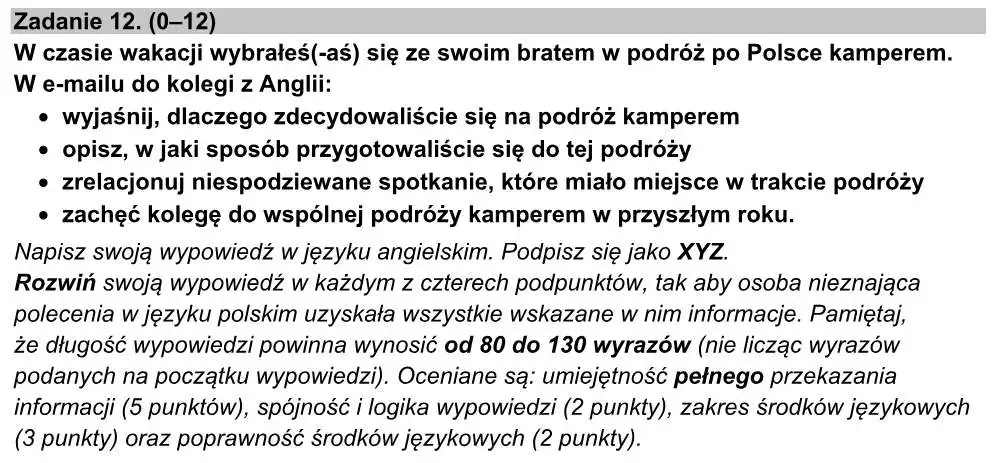 Zadanie 12. (0–12)
W czasie wakacji wybrałeś(-aś) się ze swoim bratem w podróż po Polsce kamperem.
W e-mailu do kolegi z Anglii:
• wyjaśnij, dlaczego zdecydowaliście się na podróż kamperem
• opisz, w jaki sposób przygotowaliście się do tej podróży
• zrelacjonuj niespodziewane spotkanie, które miało miejsce w trakcie podróży
• zachęć kolegę do wspólnej podróży kamperem w przyszłym roku.
Napisz swoją wypowiedź w języku angielskim. Podpisz się jako XYZ.
Rozwiń swoją wypowiedź w każdym z czterech podpunktów, tak aby osoba nieznająca
polecenia w języku polskim uzyskała wszystkie wskazane w nim informacje. Pamiętaj,
że długość wypowiedzi powinna wynosić od 80 do 130 wyrazów (nie licząc wyrazów
podanych na początku wypowiedzi). Oceniane są: umiejętność pełnego przekazania
informacji (5 punktów), spójność i logika wypowiedzi (2 punkty), zakres środków językowych
(3 punkty) oraz poprawność środków językowych (2 punkty).